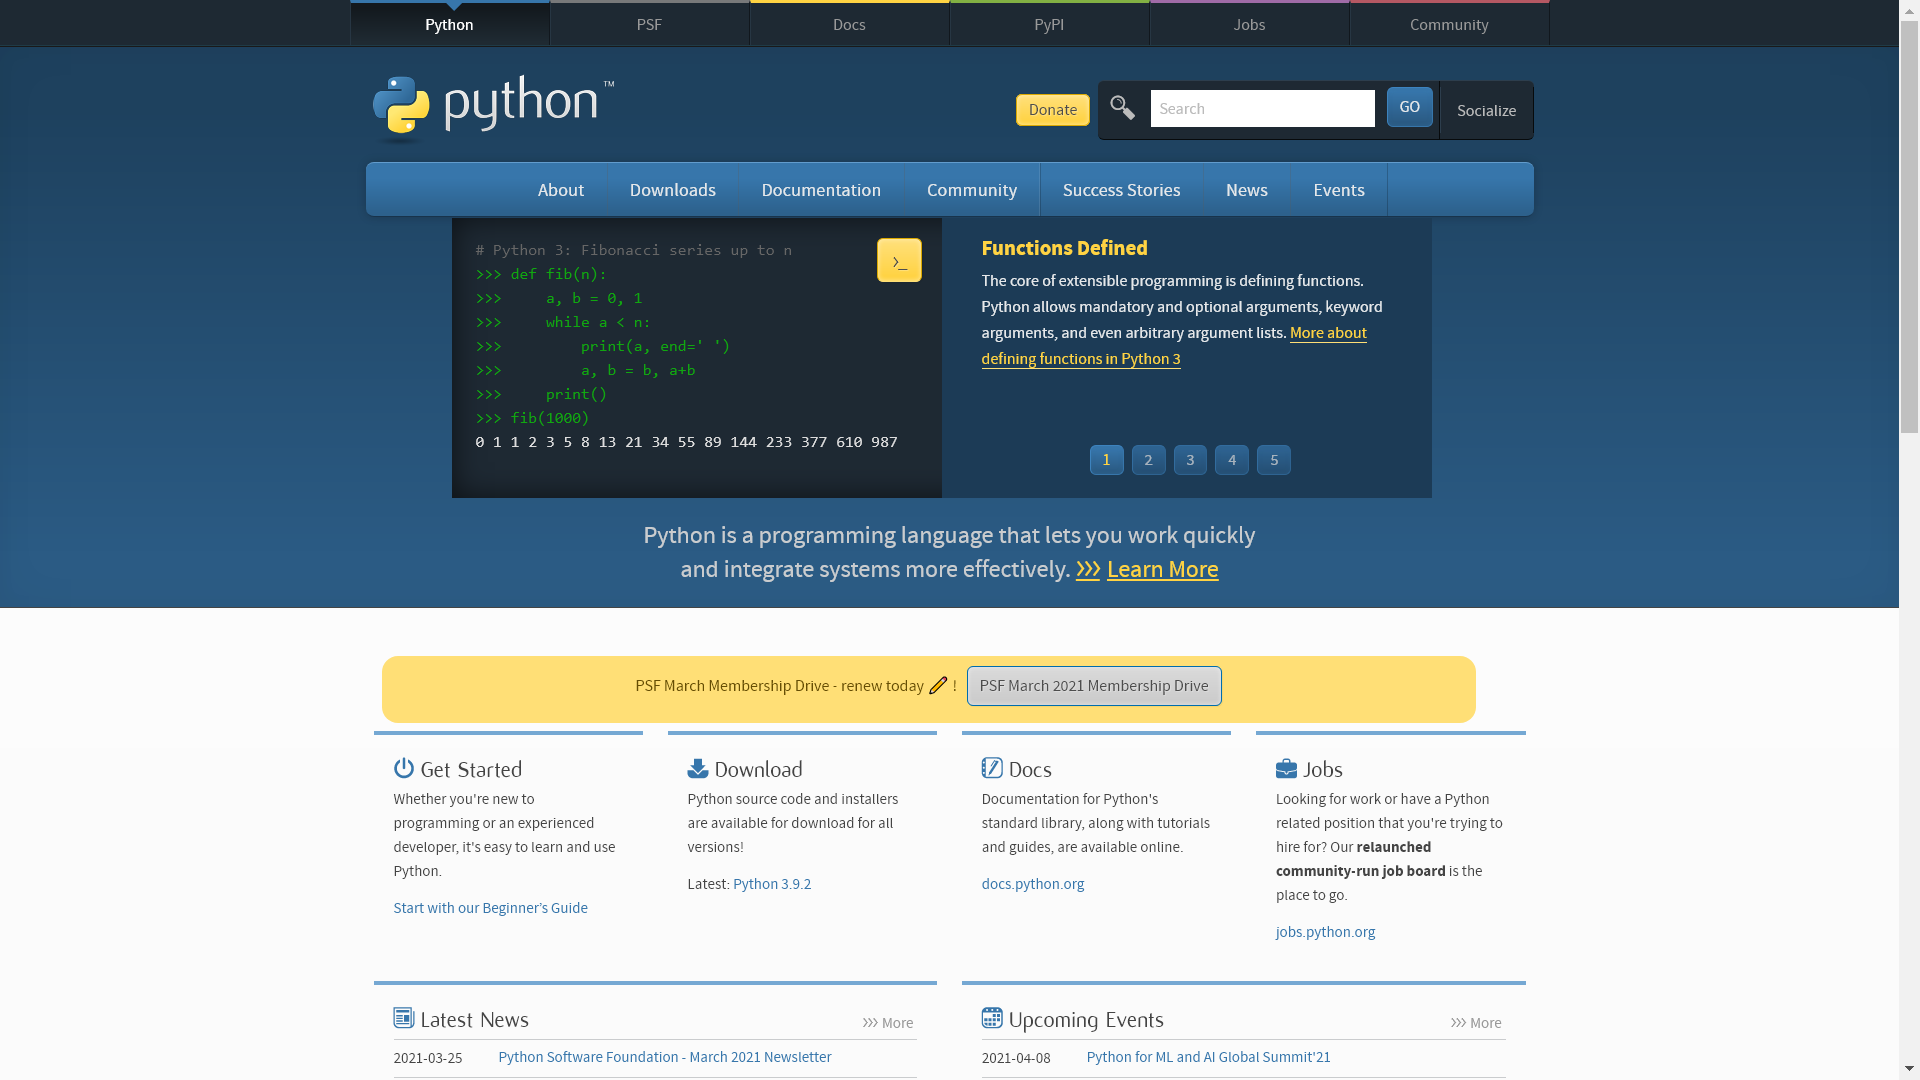 Python
PSF
Docs
PyPI
Jobs
Community
python™
Donate
Search
GO
Socialize
About
Downloads
Documentation
Community
Success Stories
News
Events
# Python 3: Fibonacci series up to n
>>> def fib(n):
>>>     a, b = 0, 1
>>>     while a < n:
>>>         print(a, end=' ')
>>>         a, b = b, a+b
>>>     print()
>>> fib(1000)
0 1 1 2 3 5 8 13 21 34 55 89 144 233 377 610 987
>_
Functions Defined
The core of extensible programming is defining functions.
Python allows mandatory and optional arguments, keyword
arguments, and even arbitrary argument lists. More about
defining functions in Python 3
1 2 3 4 5
Python is a programming language that lets you work quickly
and integrate systems more effectively. >>> Learn More
PSF March Membership Drive - renew today ! PSF March 2021 Membership Drive
Get Started
Whether you're new to
programming or an experienced
developer, it's easy to learn and use
Python.
Start with our Beginner’s Guide
Download
Python source code and installers
are available for download for all
versions!
Latest: Python 3.9.2
Docs
Documentation for Python's
standard library, along with tutorials
and guides, are available online.
docs.python.org
Jobs
Looking for work or have a Python
related position that you're trying to
hire for? Our relaunched
community-run job board is the
place to go.
jobs.python.org
Latest News
>>> More
2021-03-25 Python Software Foundation - March 2021 Newsletter
Upcoming Events
>>> More
2021-04-08 Python for ML and AI Global Summit'21